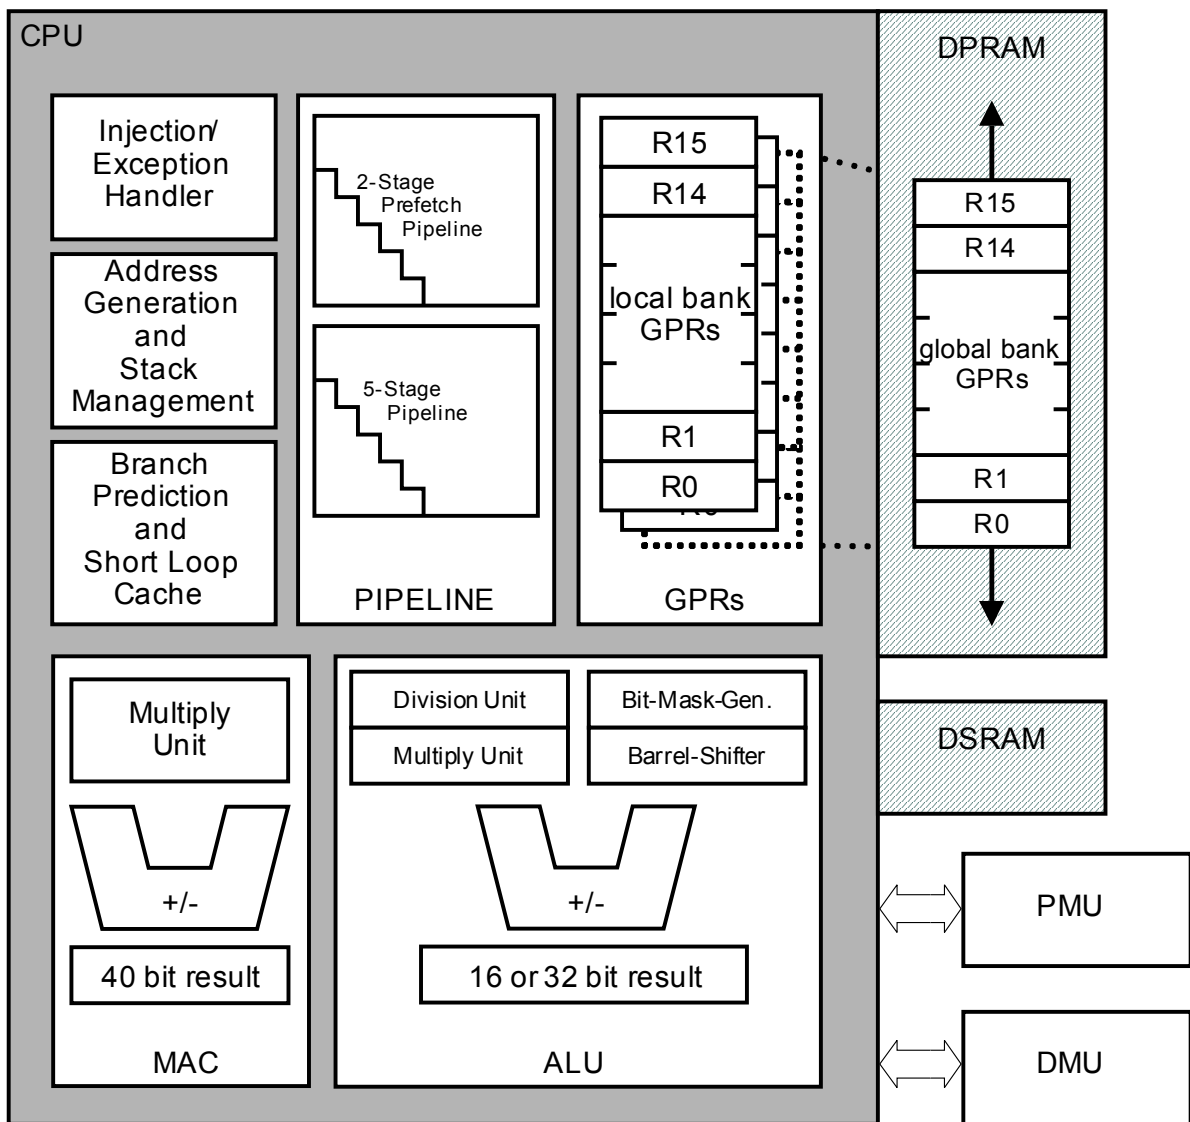 CPU
Injection/
Exception
Handler
Address
Generation
and
Stack
Management
Branch
Prediction
and
Short Loop
Cache
2-Stage
Prefetch
Pipeline
5-Stage
Pipeline
PIPELINE
R15
R14
local bank
GPRs
R1
R0
GPRs
DPRAM
R15
R14
global bank
GPRs
R1
R0
Multiply
Unit
+/-
40 bit result
MAC
Division Unit
Multiply Unit
Bit-Mask-Gen.
Barrel-Shifter
+/-
16 or 32 bit result
ALU
DSRAM
PMU
DMU